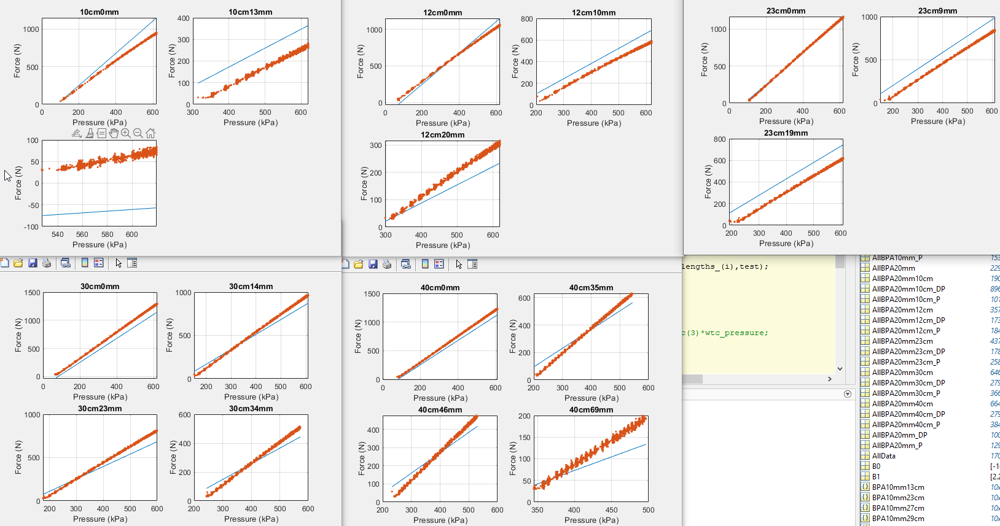 10cm0mm
Force (N)
1000
500
0
0 200 400 600
Pressure (kPa)
10cm13mm
Force (N)
400
300
200
100
0
300 400 500 600
Pressure (kPa)
Force (N)
100
50
0
-50
-100
540 560 580 600
Pressure (kPa)
12cm0mm
Force (N)
1000
500
0
0 200 400 600
Pressure (kPa)
12cm10mm
Force (N)
800
600
400
200
0
200 300 400 500 600
Pressure (kPa)
12cm20mm
Force (N)
300
200
100
0
300 400 500 600
Pressure (kPa)
23cm0mm
Force (N)
1000
500
0
0 200 400 600
Pressure (kPa)
23cm9mm
Force (N)
1000
500
0
200 300 400 500 600
Pressure (kPa)
23cm19mm
Force (N)
800
600
400
200
0
200 300 400 500 600
Pressure (kPa)
30cm0mm
Force (N)
1500
1000
500
0
0 200 400 600
Pressure (kPa)
30cm14mm
Force (N)
1000
500
0
200 300 400 500 600
Pressure (kPa)
30cm23mm
Force (N)
1000
500
0
200 300 400 500 600
Pressure (kPa)
30cm34mm
Force (N)
600
400
200
0
200 300 400 500 600
Pressure (kPa)
40cm0mm
Force (N)
1500
1000
500
0
0 200 400 600
Pressure (kPa)
40cm35mm
Force (N)
600
400
200
0
200 300 400 500 600
Pressure (kPa)
40cm46mm
Force (N)
400
300
200
100
0
200 300 400 500 600
Pressure (kPa)
40cm69mm
Force (N)
200
150
100
50
0
350 400 450 500
Pressure (kPa)
lengths_(i),test);
c(3)*wtc_pressure;
AllBPA10mm_P 153
AllBPA20mm 229
AllBPA20mm10cm 190
AllBPA20mm10cm_DP 896
AllBPA20mm10cm_P 101
AllBPA20mm12cm 357
AllBPA20mm12cm_DP 173
AllBPA20mm12cm_P 184
AllBPA20mm23cm 437
AllBPA20mm23cm_DP 178
AllBPA20mm23cm_P 258
AllBPA20mm30cm 646
AllBPA20mm30cm_DP 279
AllBPA20mm30cm_P 366
AllBPA20mm40cm 664
AllBPA20mm40cm_DP 279
AllBPA20mm40cm_P 384
AllBPA20mm_DP 100
AllBPA20mm_P 129
AllData 170
B0 [-1
B1 [2.2
BPA10mm13cm 10x
BPA10mm23cm 10x
BPA10mm27cm 10x
BPA10mm29cm 10x